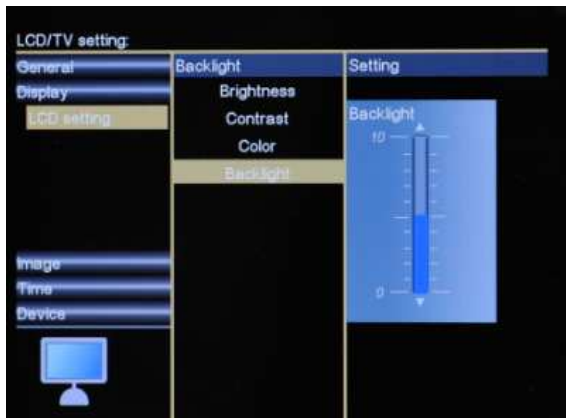 LCD/TV setting:
General
Display
LCD setting
Image
Time
Device
Backlight
Brightness
Contrast
Color
Backlight
Setting
Backlight
10
0